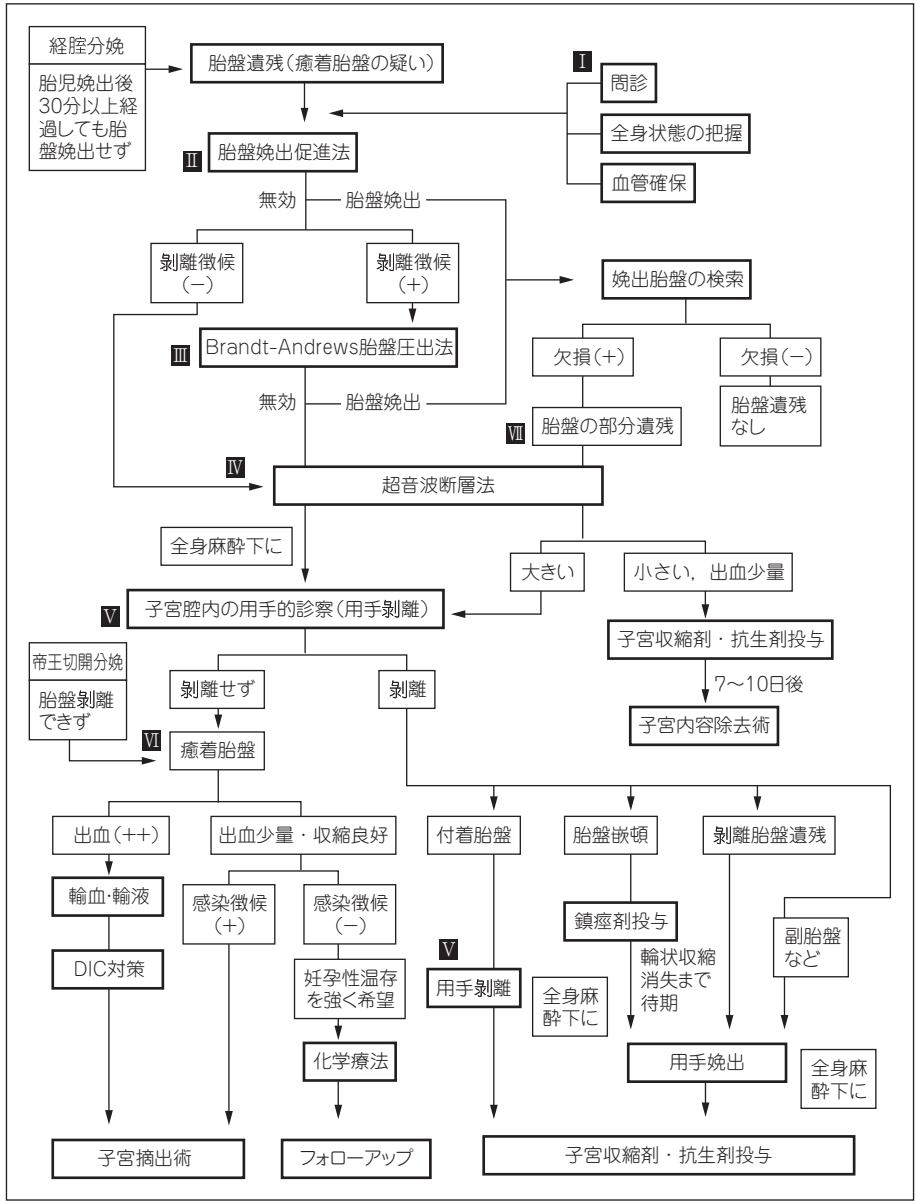 経腟分娩
胎児娩出後
30分以上経
過しても胎
盤娩出せず
胎盤遺残(癒着胎盤の疑い)
Ⅰ
問診
全身状態の把握
血管確保
Ⅱ
胎盤娩出促進法
無効
胎盤娩出
剝離徴候
(−)
剝離徴候
(+)
娩出胎盤の検索
Ⅲ
Brandt-Andrews胎盤圧出法
欠損(+)
欠損(−)
無効
胎盤娩出
Ⅶ
胎盤の部分遺残
胎盤遺残
なし
Ⅳ
超音波断層法
全身麻酔下に
大きい
小さい,出血少量
Ⅴ
子宮腔内の用手的診察(用手剝離)
子宮収縮剤・抗生剤投与
7〜10日後
子宮内容除去術
帝王切開分娩
胎盤剝離
できず
剝離せず
剝離
Ⅵ
癒着胎盤
出血(++)
出血少量・収縮良好
付着胎盤
胎盤嵌頓
剝離胎盤遺残
輸血・輸液
感染徴候
(+)
感染徴候
(−)
鎮痙剤投与
副胎盤
など
DIC対策
妊孕性温存
を強く希望
Ⅴ
用手剝離
輪状収縮
消失まで
待期
全身麻
酔下に
化学療法
用手娩出
全身麻
酔下に
子宮摘出術
フォローアップ
子宮収縮剤・抗生剤投与